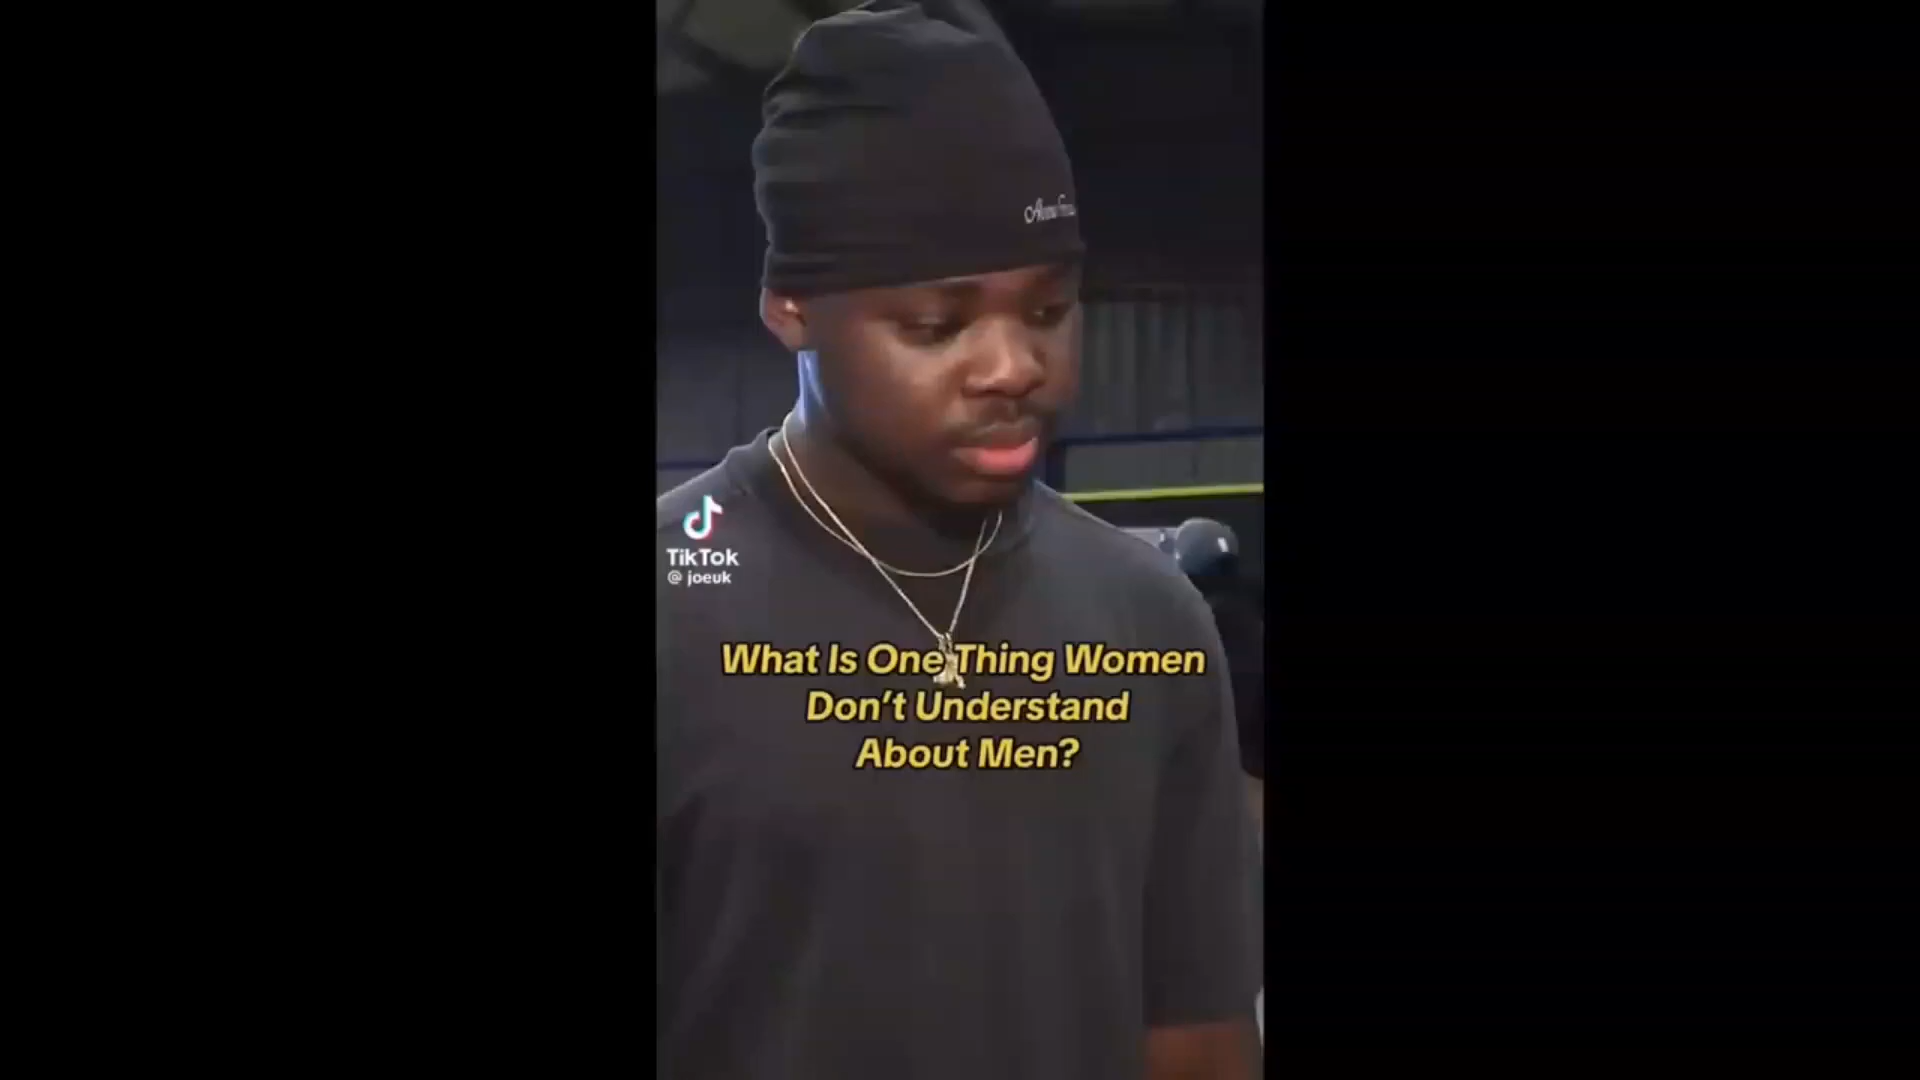 TikTok
@ joeuk
What Is One Thing Women
Don't Understand
About Men?